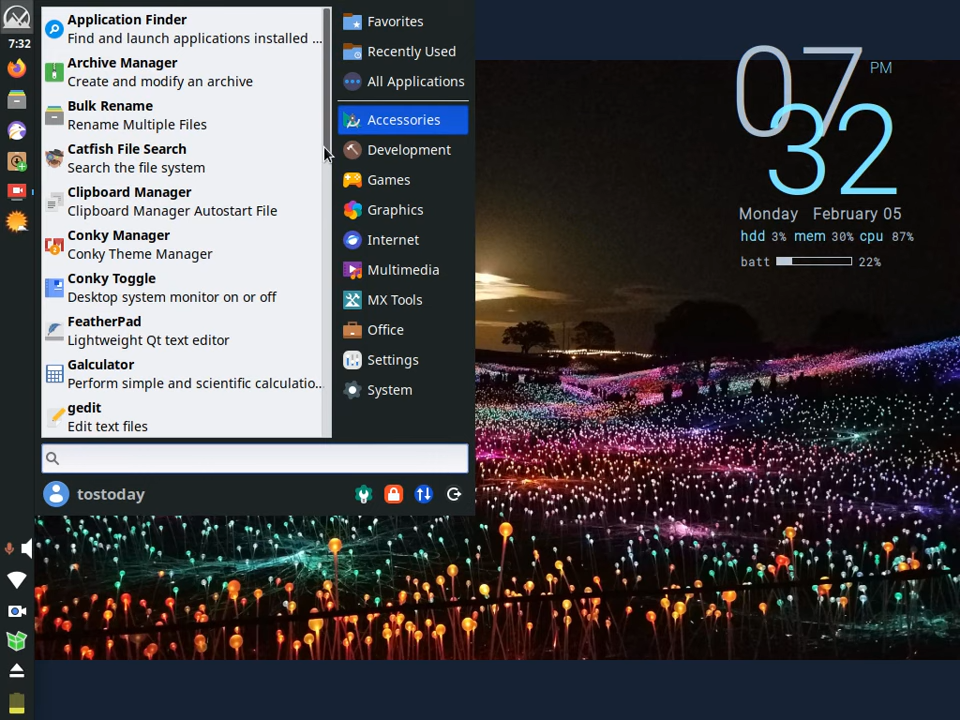 7:32
Application Finder
Find and launch applications installed ...
Archive Manager
Create and modify an archive
Bulk Rename
Rename Multiple Files
Catfish File Search
Search the file system
Clipboard Manager
Clipboard Manager Autostart File
Conky Manager
Conky Theme Manager
Conky Toggle
Desktop system monitor on or off
FeatherPad
Lightweight Qt text editor
Galculator
Perform simple and scientific calculatio...
gedit
Edit text files
Favorites
Recently Used
All Applications
Accessories
Development
Games
Graphics
Internet
Multimedia
MX Tools
Office
Settings
System
tostoday
07 PM
32
Monday February 05
hdd 3% mem 30% cpu 87%
batt 22%